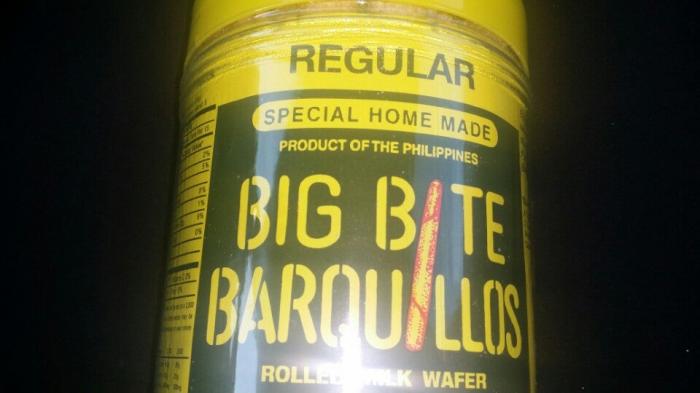 REGULAR
SPECIAL HOME MADE
PRODUCT OF THE PHILIPPINES
BIG BITE
BARQUILLOS
ROLLED MILK WAFER